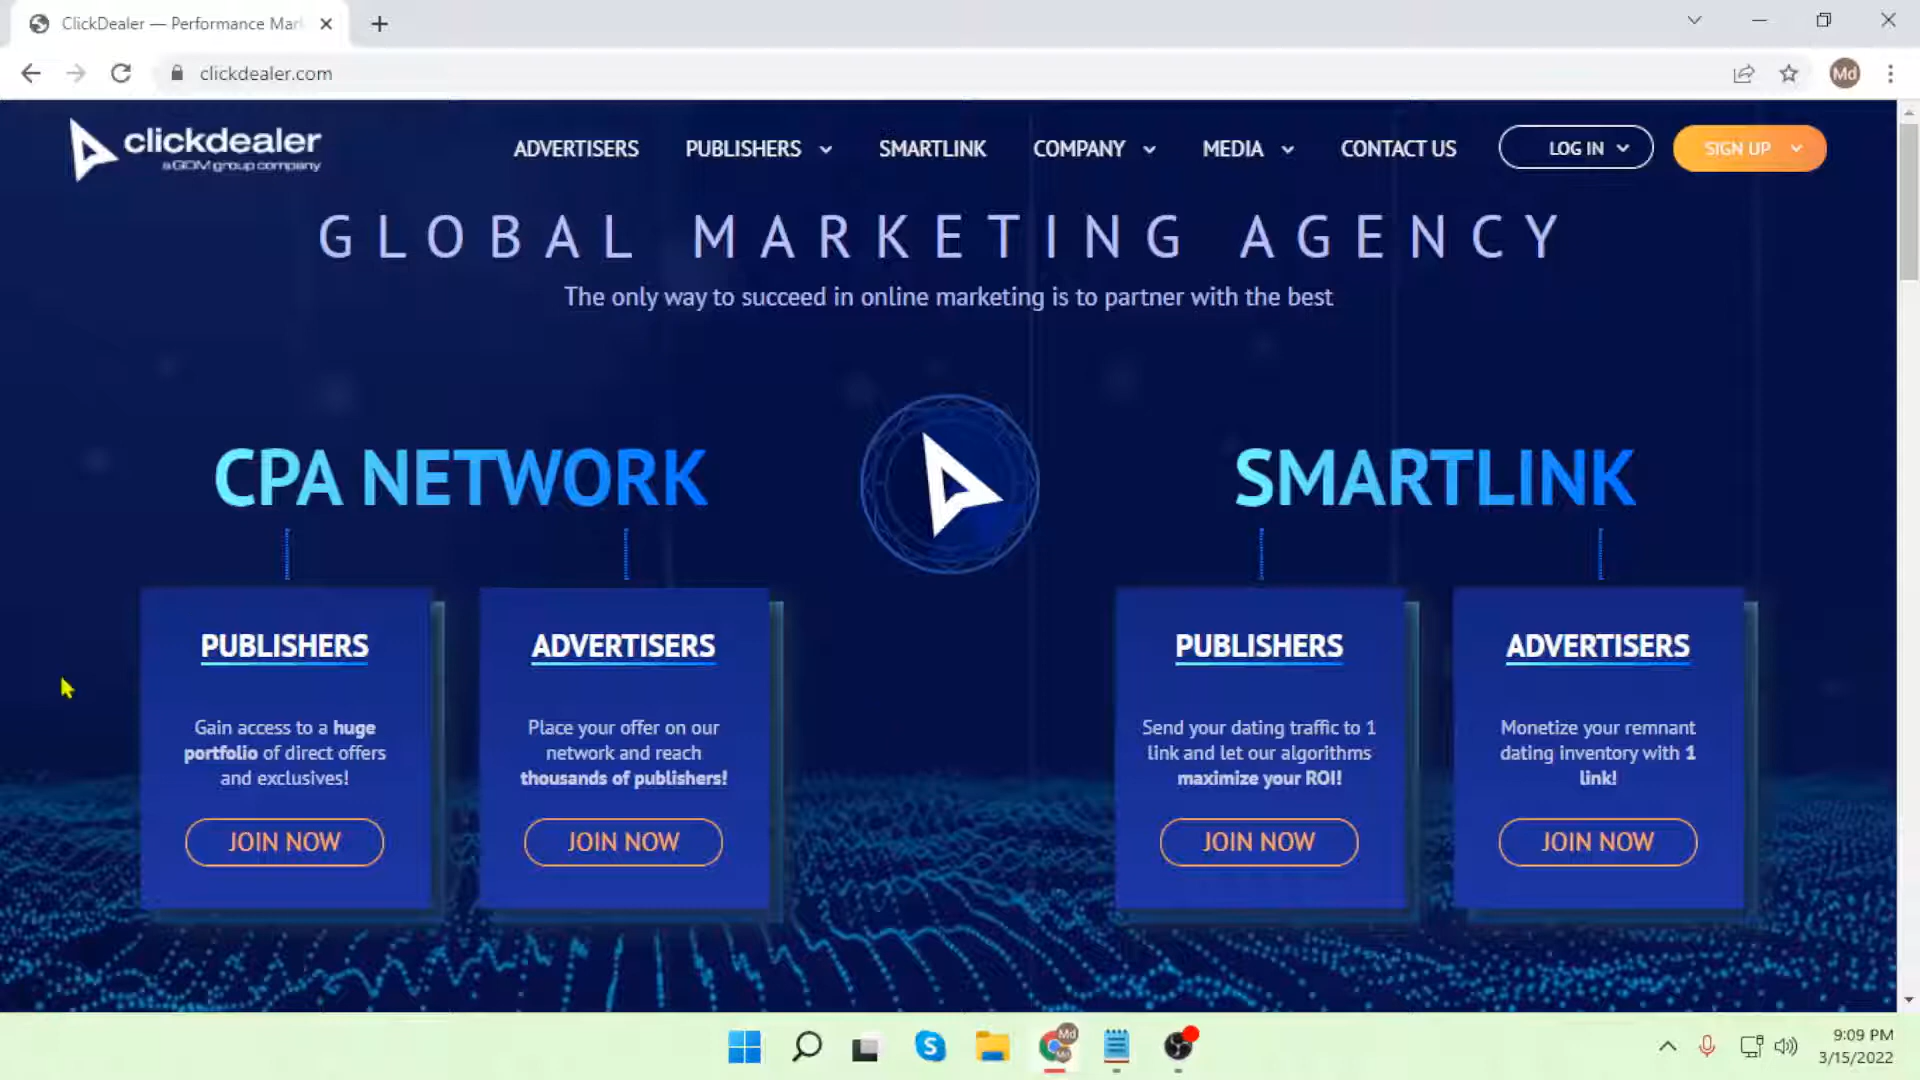 ClickDealer — Performance Mar
clickdealer.com
Md
clickdealer
a GDM group company
ADVERTISERS
PUBLISHERS
SMARTLINK
COMPANY
MEDIA
CONTACT US
LOG IN
SIGN UP
GLOBAL MARKETING AGENCY
The only way to succeed in online marketing is to partner with the best
CPA NETWORK
SMARTLINK
PUBLISHERS
Gain access to a huge
portfolio of direct offers
and exclusives!
JOIN NOW
ADVERTISERS
Place your offer on our
network and reach
thousands of publishers!
JOIN NOW
PUBLISHERS
Send your dating traffic to 1
link and let our algorithms
maximize your ROI!
JOIN NOW
ADVERTISERS
Monetize your remnant
dating inventory with 1
link!
JOIN NOW
S
Md
9:09 PM
3/15/2022